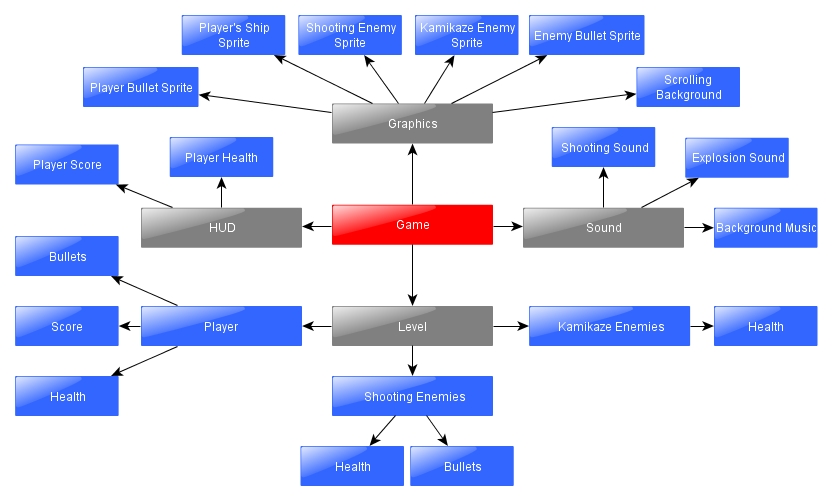 Player's Ship
Sprite
Shooting Enemy
Sprite
Kamikaze Enemy
Sprite
Enemy Bullet Sprite
Player Bullet Sprite
Scrolling
Background
Graphics
Player Score
Player Health
Shooting Sound
Explosion Sound
HUD
Game
Sound
Background Music
Bullets
Score
Player
Level
Kamikaze Enemies
Health
Health
Shooting Enemies
Health
Bullets